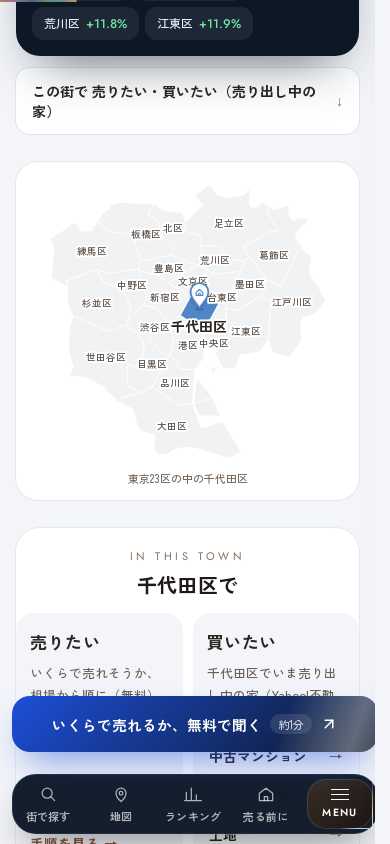 荒川区 +11.8% 江東区 +11.9%
この街で 売りたい・買いたい（売り出し中の
家） ↓
足立区
北区
板橋区
練馬区
葛飾区
荒川区
豊島区
文京区
中野区
墨田区
新宿区
台東区
杉並区
江戸川区
渋谷区
千代田区
江東区
港区
中央区
世田谷区
目黒区
品川区
大田区
東京23区の中の千代田区
IN THIS TOWN
千代田区で
売りたい
いくらで売れそうか、
相場から順に（無料）
買いたい
千代田区でいま売り出
し中の家（Yahoo!不動
いくらで売れるか、無料で聞く 約1分
中古マンション →
街で探す
地図
ランキング
売る前に
MENU
手順を見る →
土地